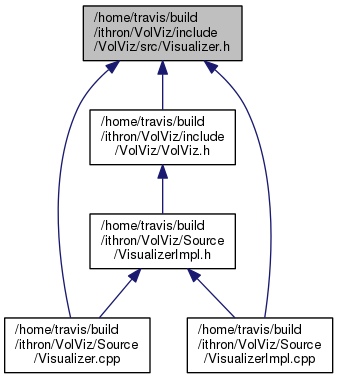 /home/travis/build
/ithron/VolViz/include
/VolViz/src/Visualizer.h
/home/travis/build
/ithron/VolViz/include
/VolViz/VolViz.h
/home/travis/build
/ithron/VolViz/Source
/VisualizerImpl.h
/home/travis/build
/ithron/VolViz/Source
/Visualizer.cpp
/home/travis/build
/ithron/VolViz/Source
/VisualizerImpl.cpp